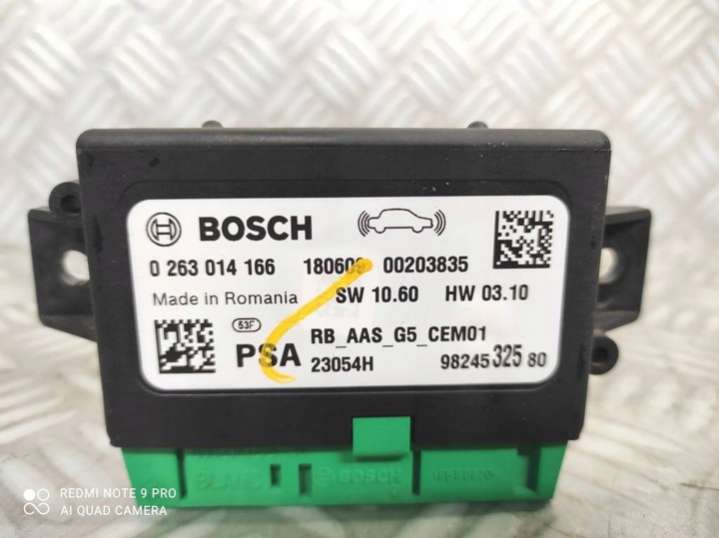 BOSCH
0 263 014 166 180609 00203835
Made in Romania SW 10.60 HW 03.10
53F
PSA RB_AAS_G5_CEM01
23054H 98245 325 80
BOSCH
REDMI NOTE 9 PRO
AI QUAD CAMERA